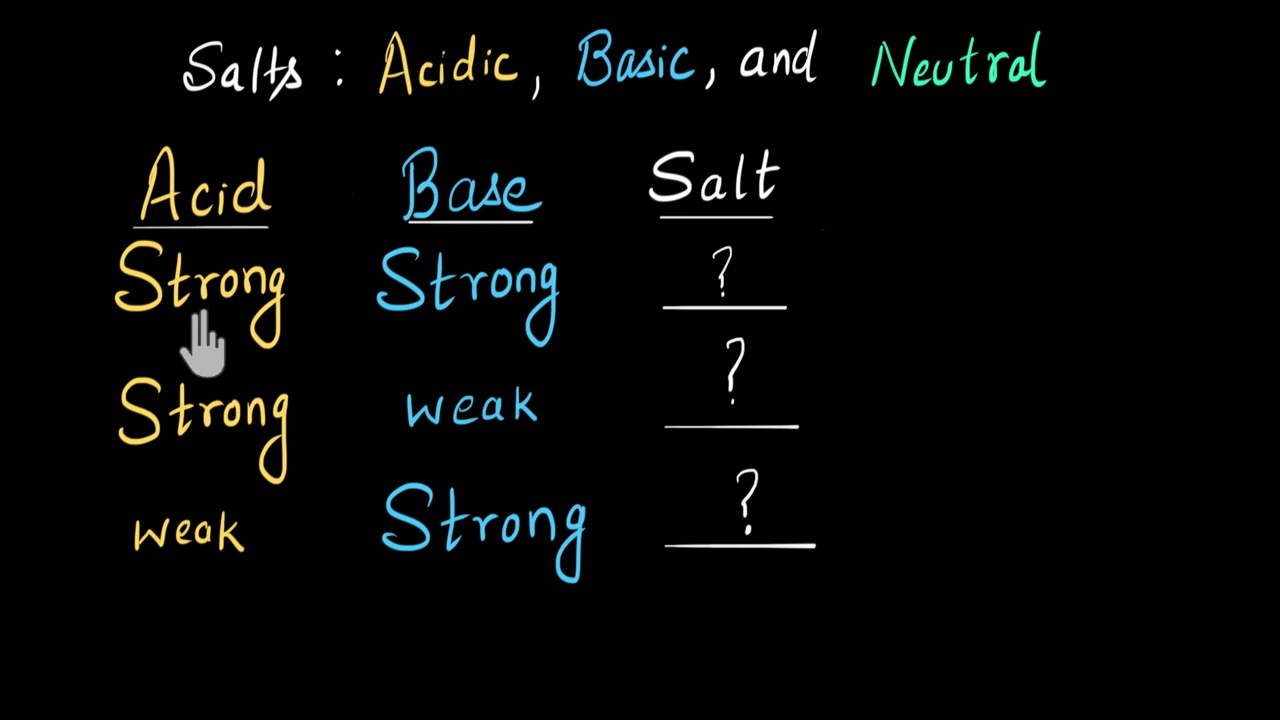 Salts : Acidic, Basic, and Neutral
Acid Base Salt
Strong Strong ?
Strong weak ?
weak Strong ?